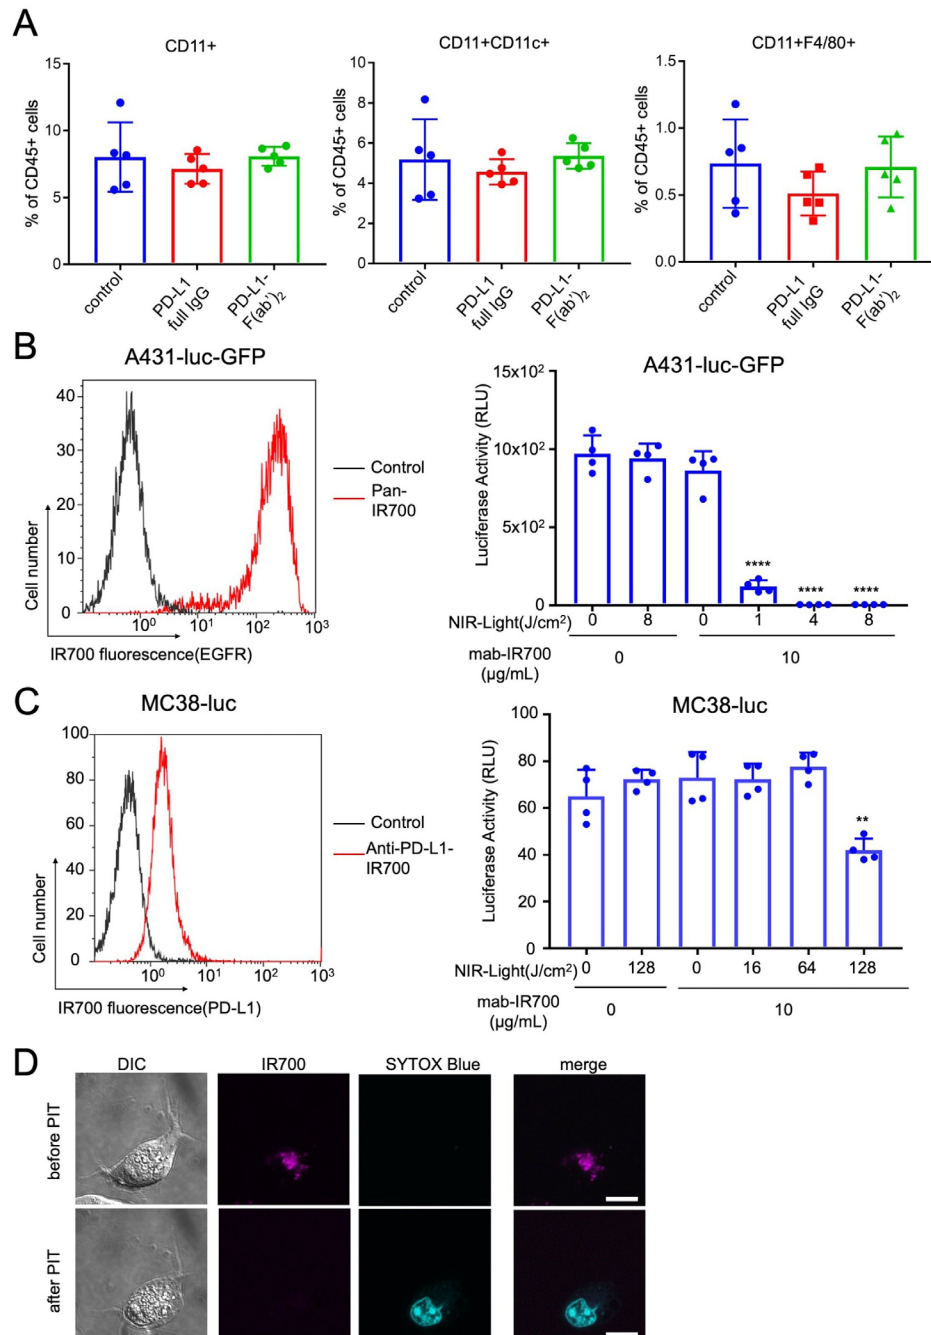 A
CD11+
% of CD45+ cells
15
10
5
0
control
PD-L1
full IgG
PD-L1-
F(ab')2
CD11+CD11c+
% of CD45+ cells
10
8
6
4
2
0
control
PD-L1
full IgG
PD-L1-
F(ab')2
CD11+F4/80+
% of CD45+ cells
1.5
1.0
0.5
0.0
control
PD-L1
full IgG
PD-L1-
F(ab')2
B
A431-luc-GFP
Cell number
40
30
20
10
0
10⁰ 10¹ 10² 10³
IR700 fluorescence(EGFR)
Control
Pan-
IR700
A431-luc-GFP
Luciferase Activity (RLU)
15x10²
10x10²
5x10²
0
**** **** ****
NIR-Light(J/cm²) 0 8 0 1 4 8
mab-IR700 0 10
(μg/mL)
C
MC38-luc
Cell number
100
80
60
40
20
0
10⁰ 10¹ 10² 10³
IR700 fluorescence(PD-L1)
Control
Anti-PD-L1-
IR700
MC38-luc
Luciferase Activity (RLU)
100
80
60
40
20
0
**
NIR-Light(J/cm²) 0 128 0 16 64 128
mab-IR700 0 10
(μg/mL)
D
DIC IR700 SYTOX Blue merge
before PIT
after PIT